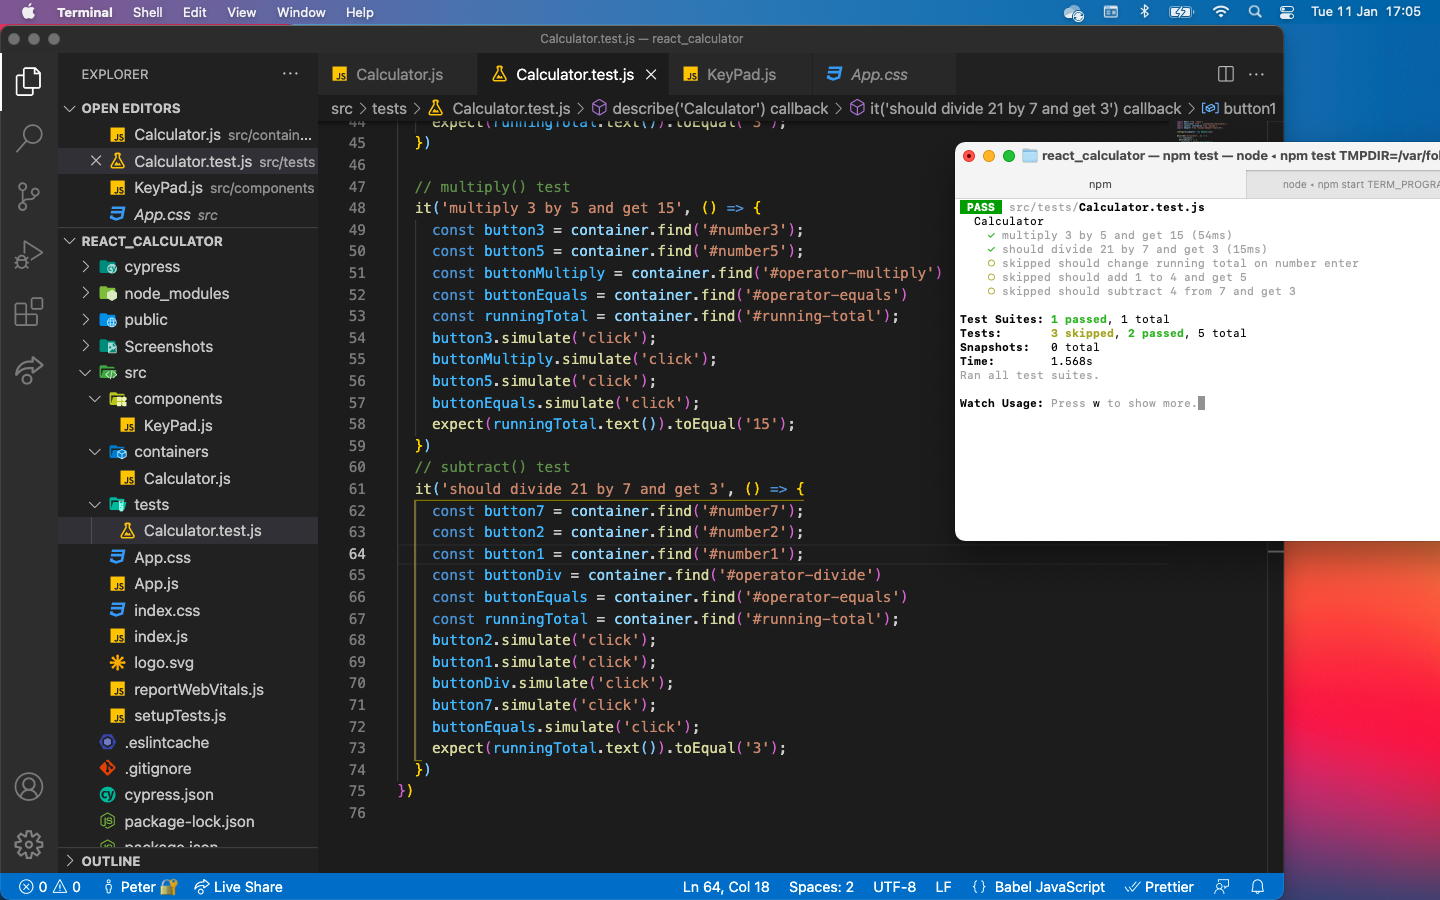 Terminal Shell Edit View Window Help Tue 11 Jan 17:05
Calculator.test.js — react_calculator
EXPLORER ···
OPEN EDITORS
Calculator.js src/contain...
Calculator.test.js src/tests
KeyPad.js src/components
App.css src
REACT_CALCULATOR
cypress
node_modules
public
Screenshots
src
components
KeyPad.js
containers
Calculator.js
tests
Calculator.test.js
App.css
App.js
index.css
index.js
logo.svg
reportWebVitals.js
setupTests.js
.eslintcache
.gitignore
cypress.json
package-lock.json
package.json
OUTLINE
Calculator.js Calculator.test.js KeyPad.js App.css
src > tests > Calculator.test.js > describe('Calculator') callback > it('should divide 21 by 7 and get 3') callback > button1
44 expect(runningTotal.text()).toEqual('3');
45 })
46
47 // multiply() test
48 it('multiply 3 by 5 and get 15', () => {
49 const button3 = container.find('#number3');
50 const button5 = container.find('#number5');
51 const buttonMultiply = container.find('#operator-multiply')
52 const buttonEquals = container.find('#operator-equals')
53 const runningTotal = container.find('#running-total');
54 button3.simulate('click');
55 buttonMultiply.simulate('click');
56 button5.simulate('click');
57 buttonEquals.simulate('click');
58 expect(runningTotal.text()).toEqual('15');
59 })
60 // subtract() test
61 it('should divide 21 by 7 and get 3', () => {
62 const button7 = container.find('#number7');
63 const button2 = container.find('#number2');
64 const button1 = container.find('#number1');
65 const buttonDiv = container.find('#operator-divide')
66 const buttonEquals = container.find('#operator-equals')
67 const runningTotal = container.find('#running-total');
68 button2.simulate('click');
69 button1.simulate('click');
70 buttonDiv.simulate('click');
71 button7.simulate('click');
72 buttonEquals.simulate('click');
73 expect(runningTotal.text()).toEqual('3');
74 })
75 })
76
react_calculator — npm test — node ◂ npm test TMPDIR=/var/fol
npm node ◂ npm start TERM_PROGRA
PASS src/tests/Calculator.test.js
Calculator
✓ multiply 3 by 5 and get 15 (54ms)
✓ should divide 21 by 7 and get 3 (15ms)
○ skipped should change running total on number enter
○ skipped should add 1 to 4 and get 5
○ skipped should subtract 4 from 7 and get 3
Test Suites: 1 passed, 1 total
Tests: 3 skipped, 2 passed, 5 total
Snapshots: 0 total
Time: 1.568s
Ran all test suites.
Watch Usage: Press w to show more.
0 0 Peter Live Share Ln 64, Col 18 Spaces: 2 UTF-8 LF {} Babel JavaScript Prettier